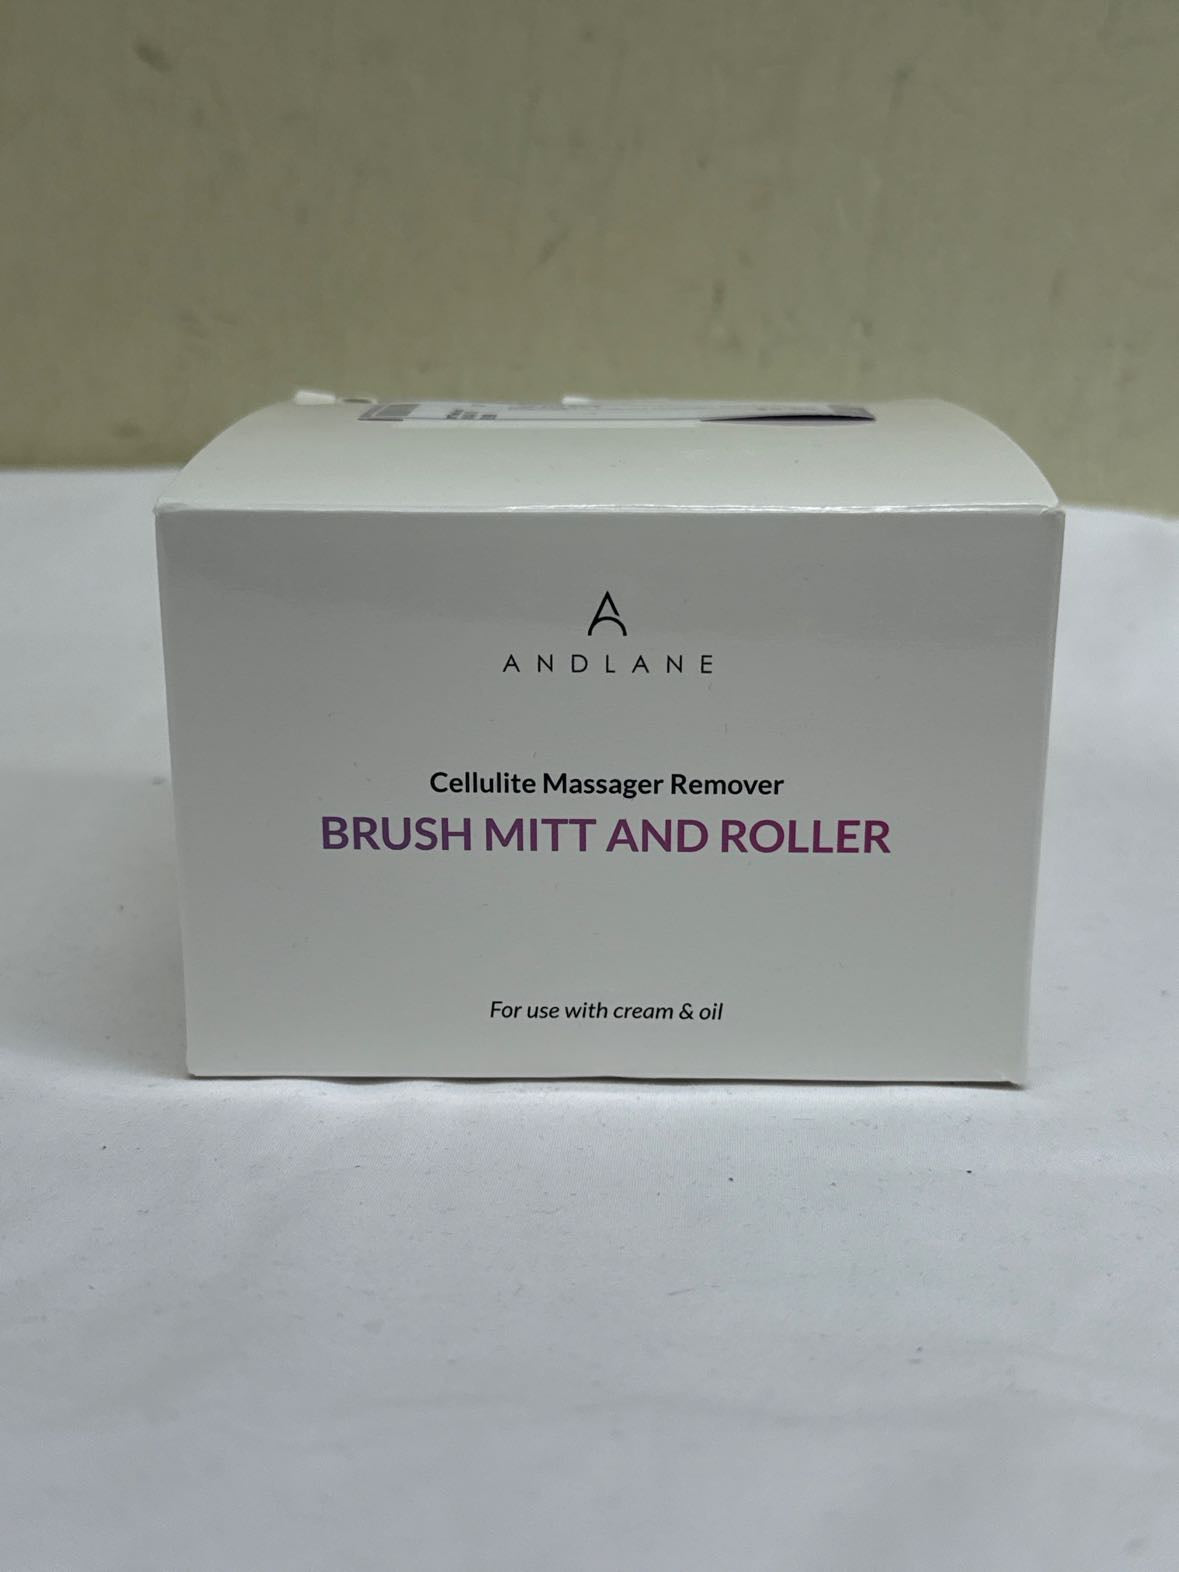 ANDLANE
Cellulite Massager Remover
BRUSH MITT AND ROLLER
For use with cream & oil